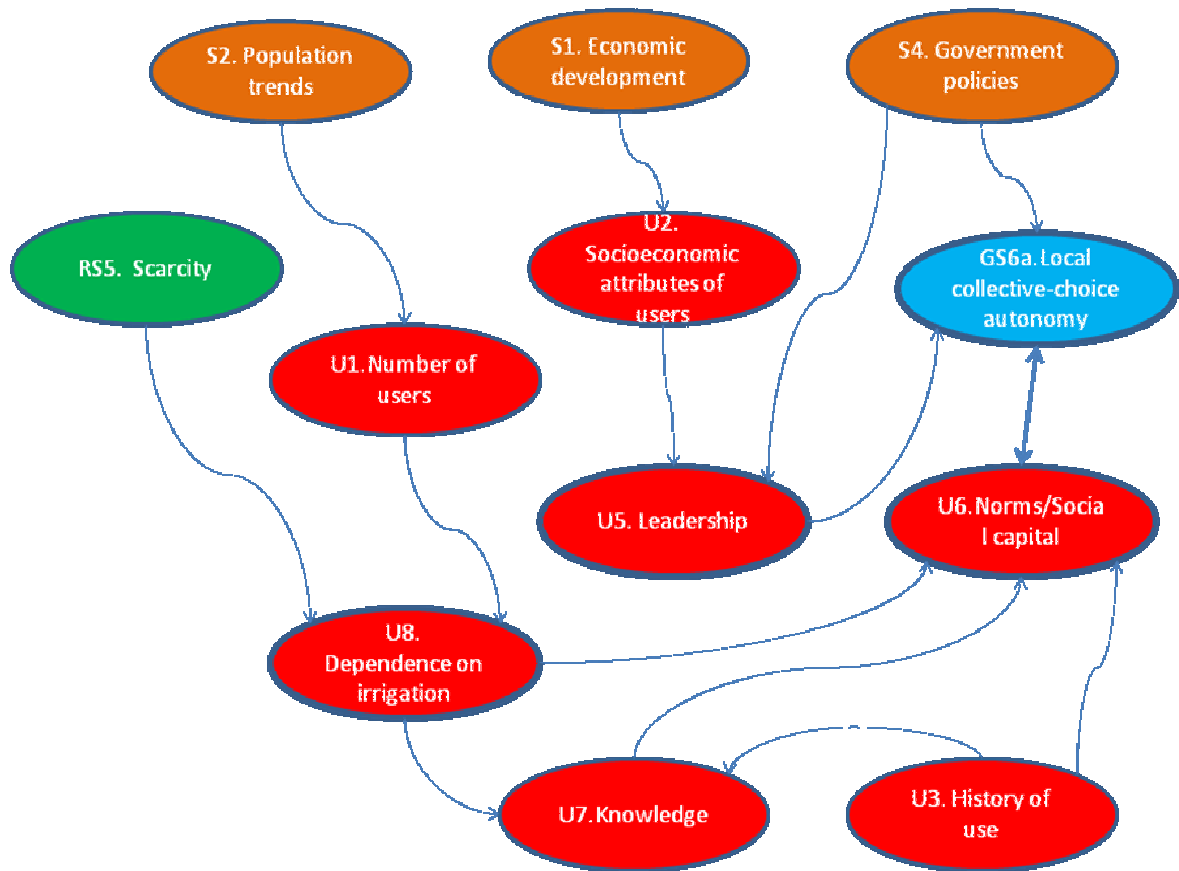 S2. Population
trends
S1. Economic
development
S4. Government
policies
RS5. Scarcity
U2.
Socioeconomic
attributes of
users
GS6a. Local
collective-choice
autonomy
U1. Number of
users
U5. Leadership
U6. Norms/Socia
l capital
U8.
Dependence on
irrigation
U7. Knowledge
U3. History of
use